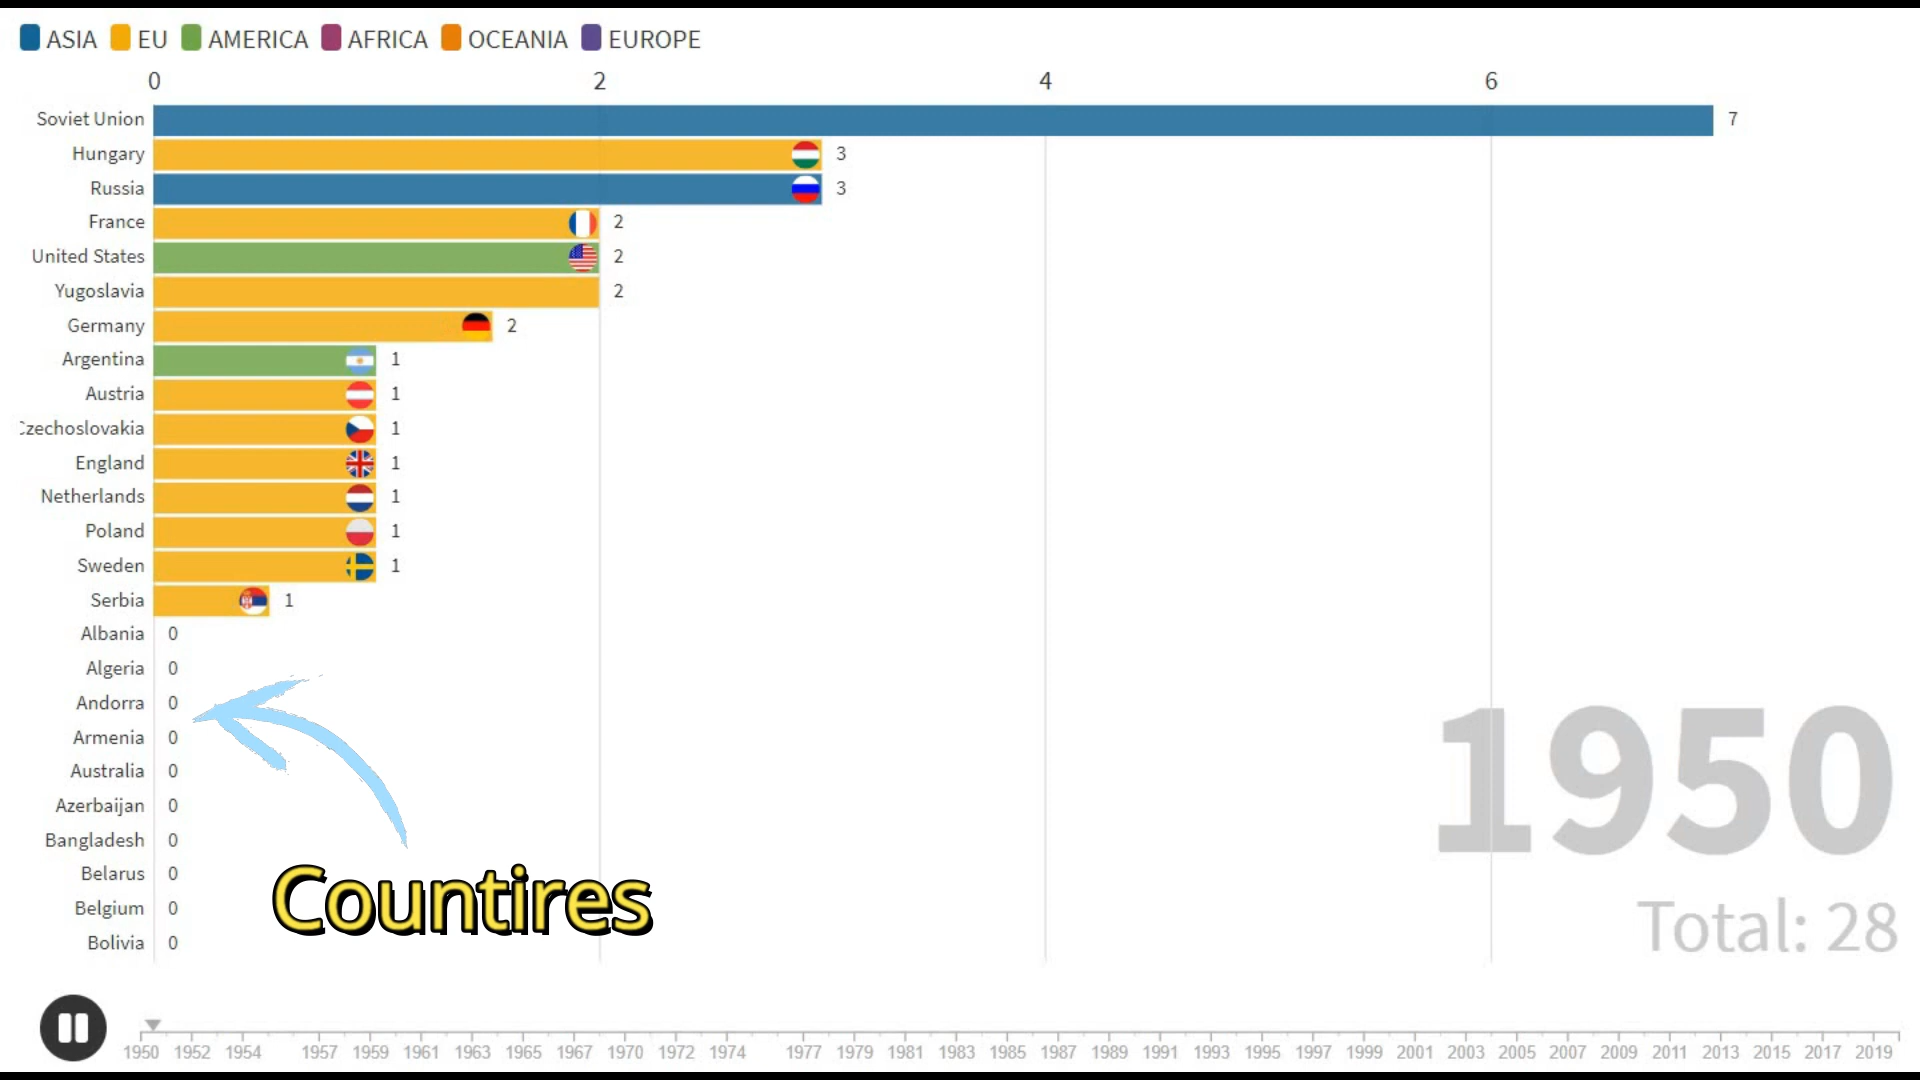 ASIA EU AMERICA AFRICA OCEANIA EUROPE
0 2 4 6
Soviet Union 7
Hungary 3
Russia 3
France 2
United States 2
Yugoslavia 2
Germany 2
Argentina 1
Austria 1
Czechoslovakia 1
England 1
Netherlands 1
Poland 1
Sweden 1
Serbia 1
Albania 0
Algeria 0
Andorra 0
Armenia 0
Australia 0
Azerbaijan 0
Bangladesh 0
Belarus 0
Belgium 0
Bolivia 0
Countires
1950
Total: 28
1950 1952 1954 1957 1959 1961 1963 1965 1967 1970 1972 1974 1977 1979 1981 1983 1985 1987 1989 1991 1993 1995 1997 1999 2001 2003 2005 2007 2009 2011 2013 2015 2017 2019